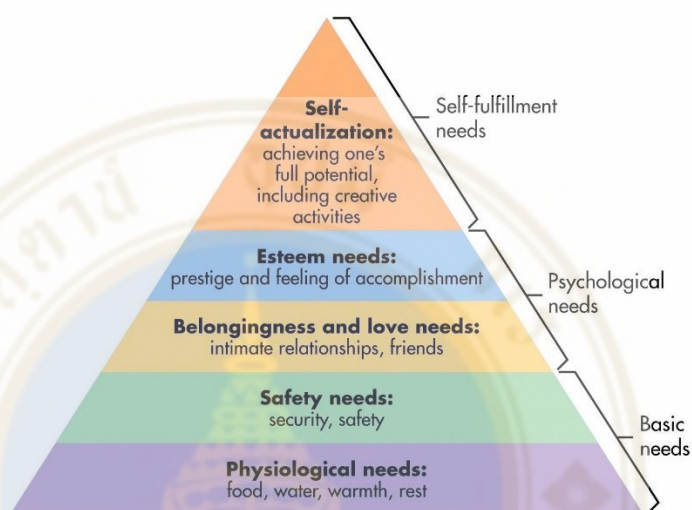 Self-
actualization:
achieving one's
full potential,
including creative
activities
Self-fulfillment
needs
Esteem needs:
prestige and feeling of accomplishment
Psychological
needs
Belongingness and love needs:
intimate relationships, friends
Safety needs:
security, safety
Basic
needs
Physiological needs:
food, water, warmth, rest